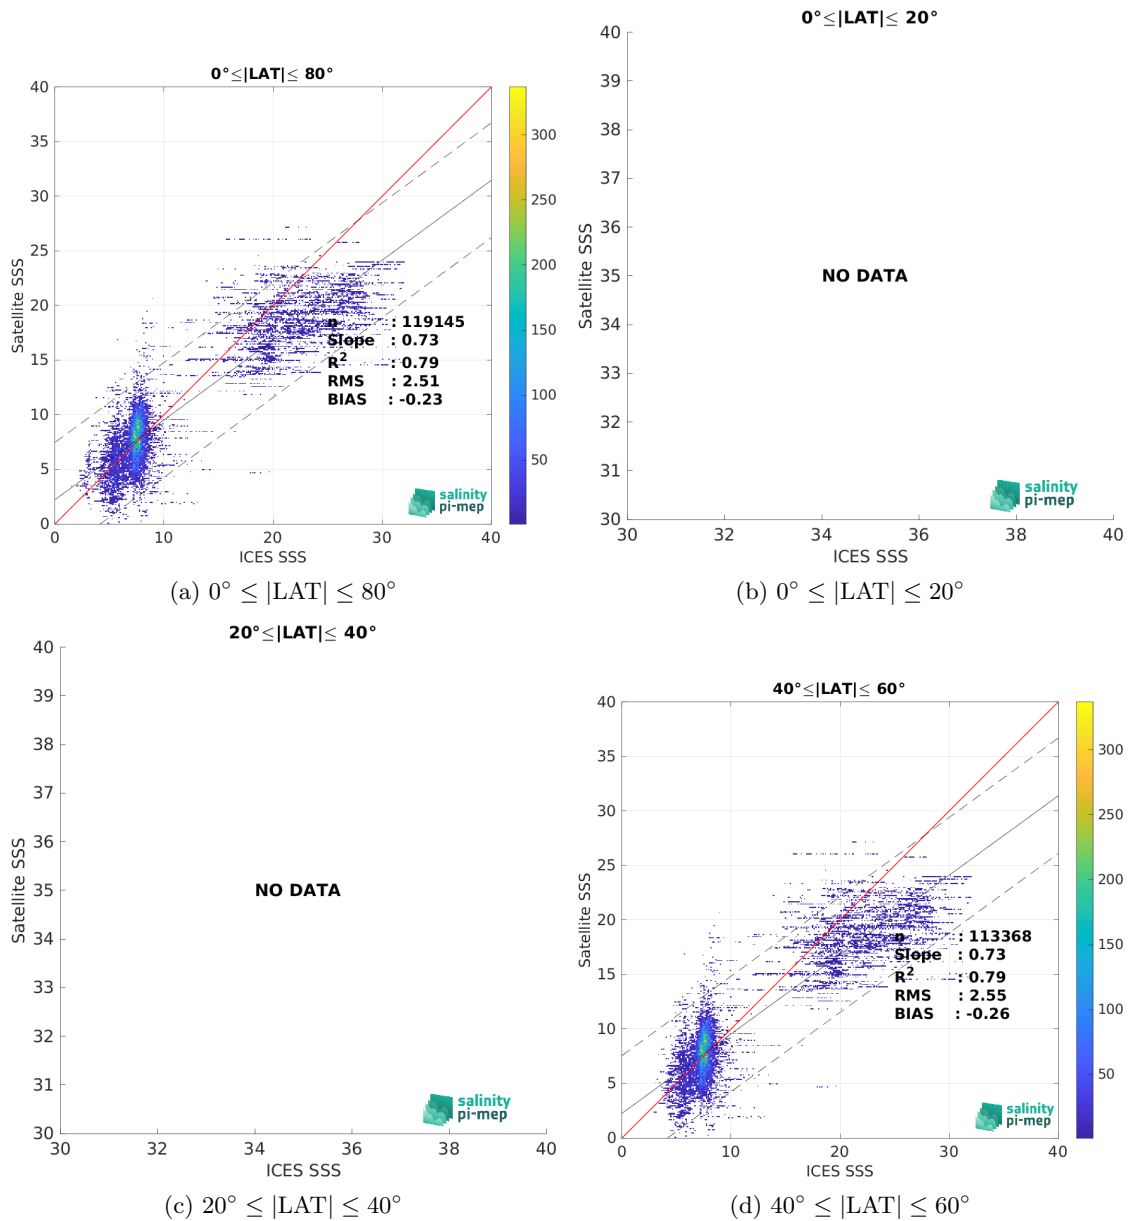 0°≤|LAT|≤ 80°
40
35
30
25
20
15
10
5
0
0
10
20
30
40
Satellite SSS
ICES SSS
n : 119145
Slope : 0.73
R² : 0.79
RMS : 2.51
BIAS : -0.23
300
250
200
150
100
50
salinity
pi-mep
(a) 0° ≤ |LAT| ≤ 80°
0°≤|LAT|≤ 20°
40
39
38
37
36
35
34
33
32
31
30
30
32
34
36
38
40
Satellite SSS
ICES SSS
NO DATA
salinity
pi-mep
(b) 0° ≤ |LAT| ≤ 20°
20°≤|LAT|≤ 40°
40
39
38
37
36
35
34
33
32
31
30
30
32
34
36
38
40
Satellite SSS
ICES SSS
NO DATA
salinity
pi-mep
(c) 20° ≤ |LAT| ≤ 40°
40°≤|LAT|≤ 60°
40
35
30
25
20
15
10
5
0
0
10
20
30
40
Satellite SSS
ICES SSS
n : 113368
Slope : 0.73
R² : 0.79
RMS : 2.55
BIAS : -0.26
300
250
200
150
100
50
salinity
pi-mep
(d) 40° ≤ |LAT| ≤ 60°